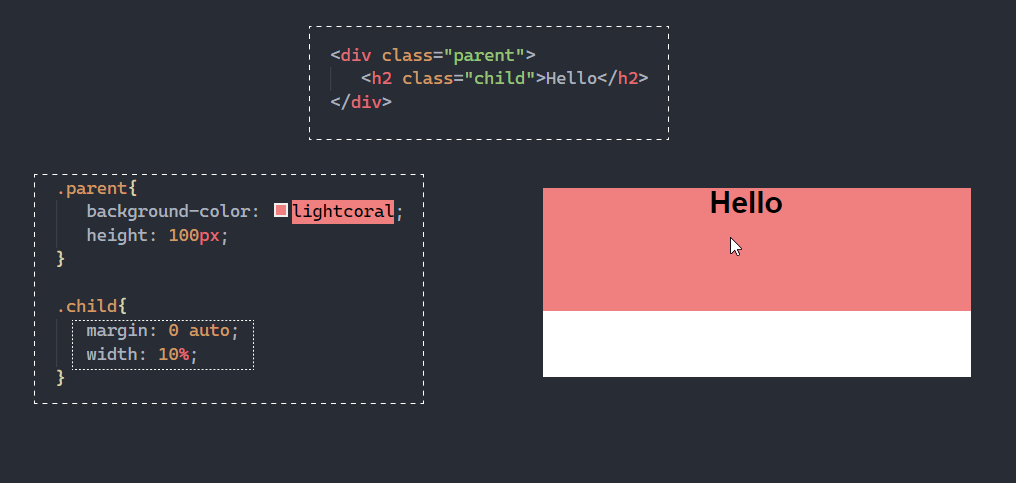 <div class="parent">
<h2 class="child">Hello</h2>
</div>
.parent{
background-color: lightcoral;
height: 100px;
}
.child{
margin: 0 auto;
width: 10%;
}
Hello